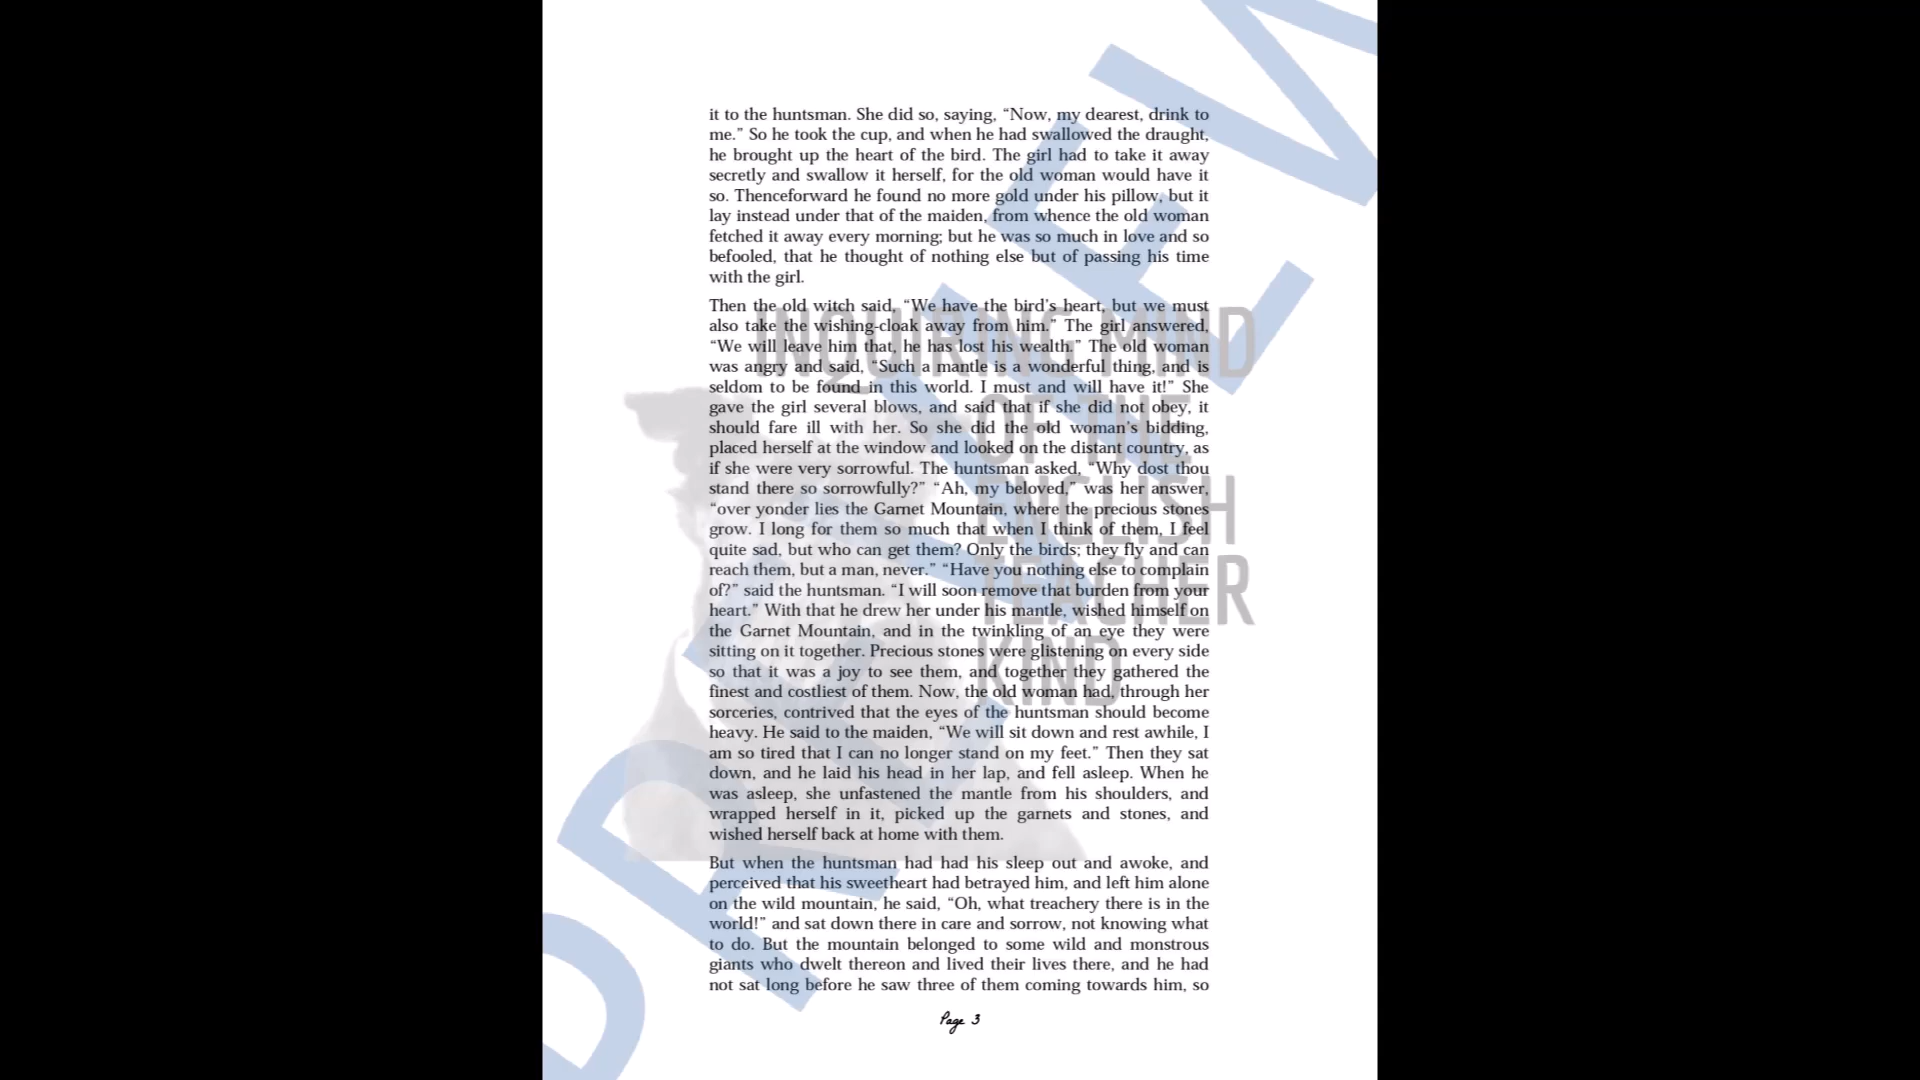 it to the huntsman. She did so, saying, “Now, my dearest, drink to
me.” So he took the cup, and when he had swallowed the draught,
he brought up the heart of the bird. The girl had to take it away
secretly and swallow it herself, for the old woman would have it
so. Thenceforward he found no more gold under his pillow, but it
lay instead under that of the maiden, from whence the old woman
fetched it away every morning; but he was so much in love and so
befooled, that he thought of nothing else but of passing his time
with the girl.
Then the old witch said, “We have the bird’s heart, but we must
also take the wishing-cloak away from him.” The girl answered,
“We will leave him that, he has lost his wealth.” The old woman
was angry and said, “Such a mantle is a wonderful thing, and is
seldom to be found in this world. I must and will have it!” She
gave the girl several blows, and said that if she did not obey, it
should fare ill with her. So she did the old woman’s bidding,
placed herself at the window and looked on the distant country, as
if she were very sorrowful. The huntsman asked, “Why dost thou
stand there so sorrowfully?” “Ah, my beloved,” was her answer,
“over yonder lies the Garnet Mountain, where the precious stones
grow. I long for them so much that when I think of them, I feel
quite sad, but who can get them? Only the birds; they fly and can
reach them, but a man, never.” “Have you nothing else to complain
of?” said the huntsman. “I will soon remove that burden from your
heart.” With that he drew her under his mantle, wished himself on
the Garnet Mountain, and in the twinkling of an eye they were
sitting on it together. Precious stones were glistening on every side
so that it was a joy to see them, and together they gathered the
finest and costliest of them. Now, the old woman had, through her
sorceries, contrived that the eyes of the huntsman should become
heavy. He said to the maiden, “We will sit down and rest awhile, I
am so tired that I can no longer stand on my feet.” Then they sat
down, and he laid his head in her lap, and fell asleep. When he
was asleep, she unfastened the mantle from his shoulders, and
wrapped herself in it, picked up the garnets and stones, and
wished herself back at home with them.
But when the huntsman had had his sleep out and awoke, and
perceived that his sweetheart had betrayed him, and left him alone
on the wild mountain, he said, “Oh, what treachery there is in the
world!” and sat down there in care and sorrow, not knowing what
to do. But the mountain belonged to some wild and monstrous
giants who dwelt thereon and lived their lives there, and he had
not sat long before he saw three of them coming towards him, so
Page 3
INQUIRING MIND
OF THE
ENGLISH
TEACHER
KIND
PREVIEW